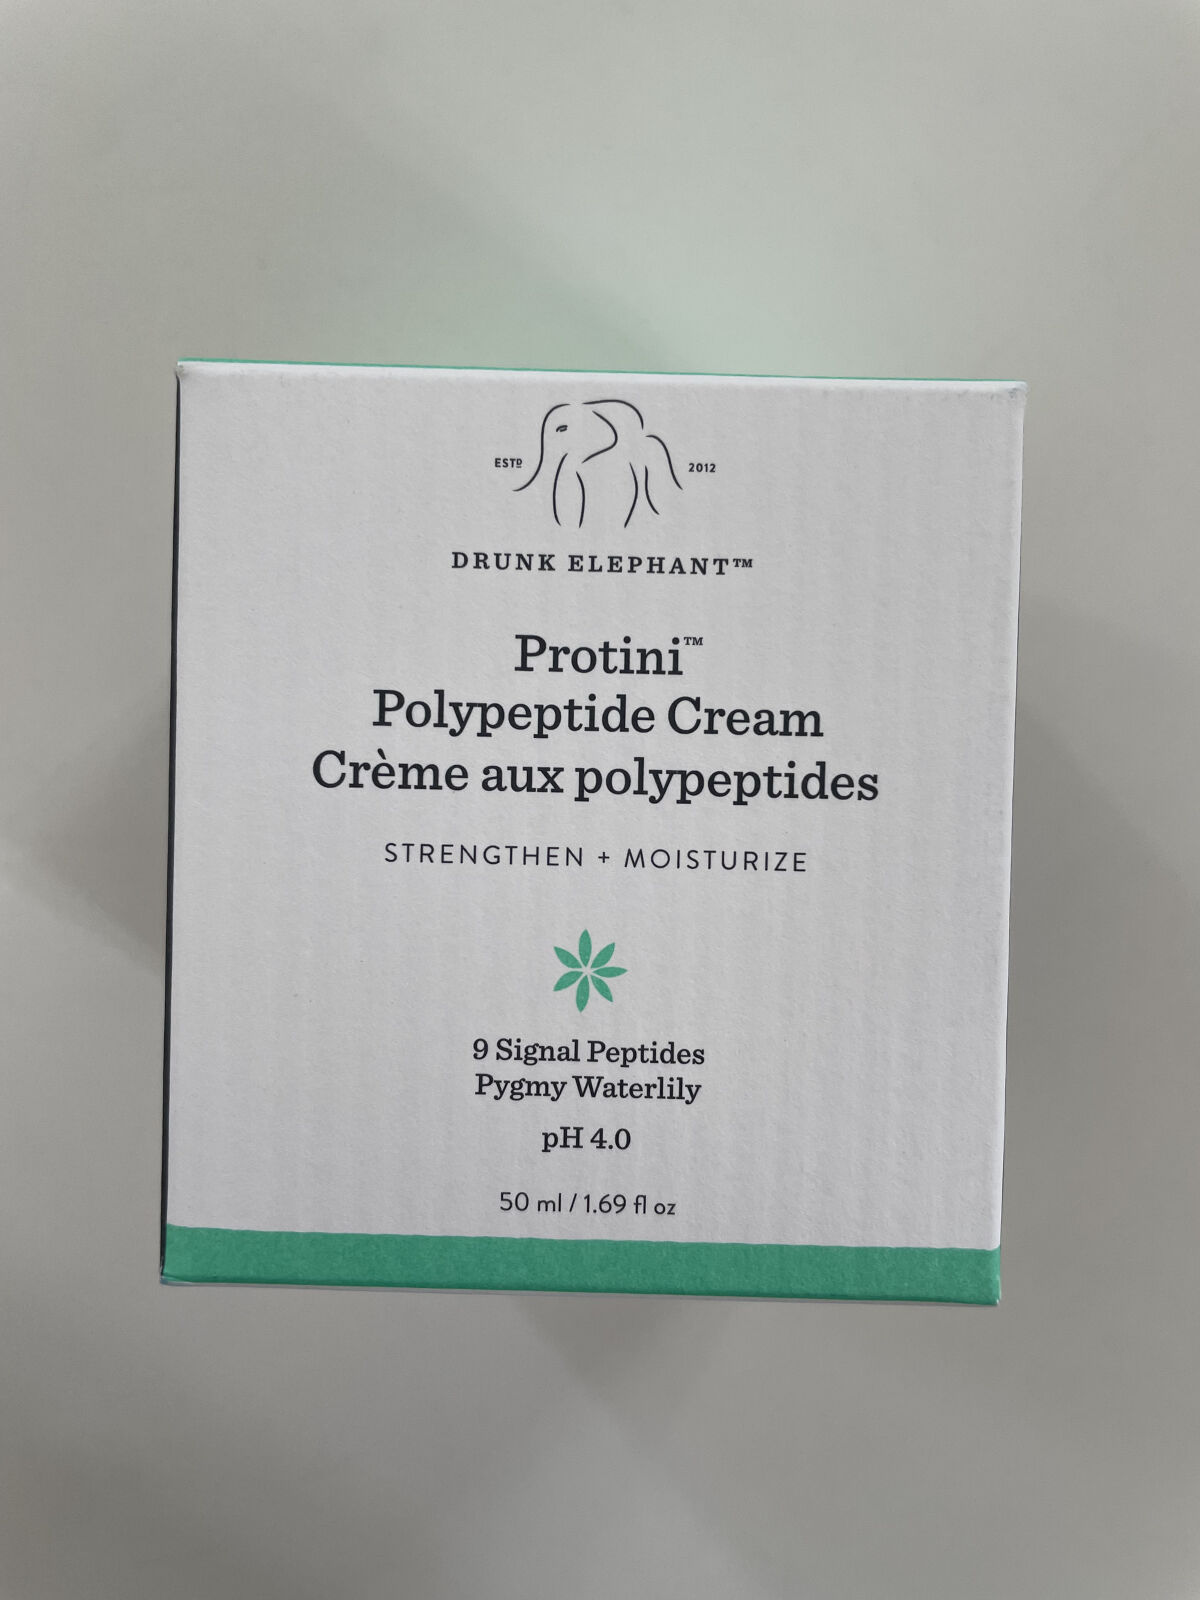 ESTD 2012
DRUNK ELEPHANT™
Protini™
Polypeptide Cream
Crème aux polypeptides
STRENGTHEN + MOISTURIZE
9 Signal Peptides
Pygmy Waterlily
pH 4.0
50 ml / 1.69 fl oz